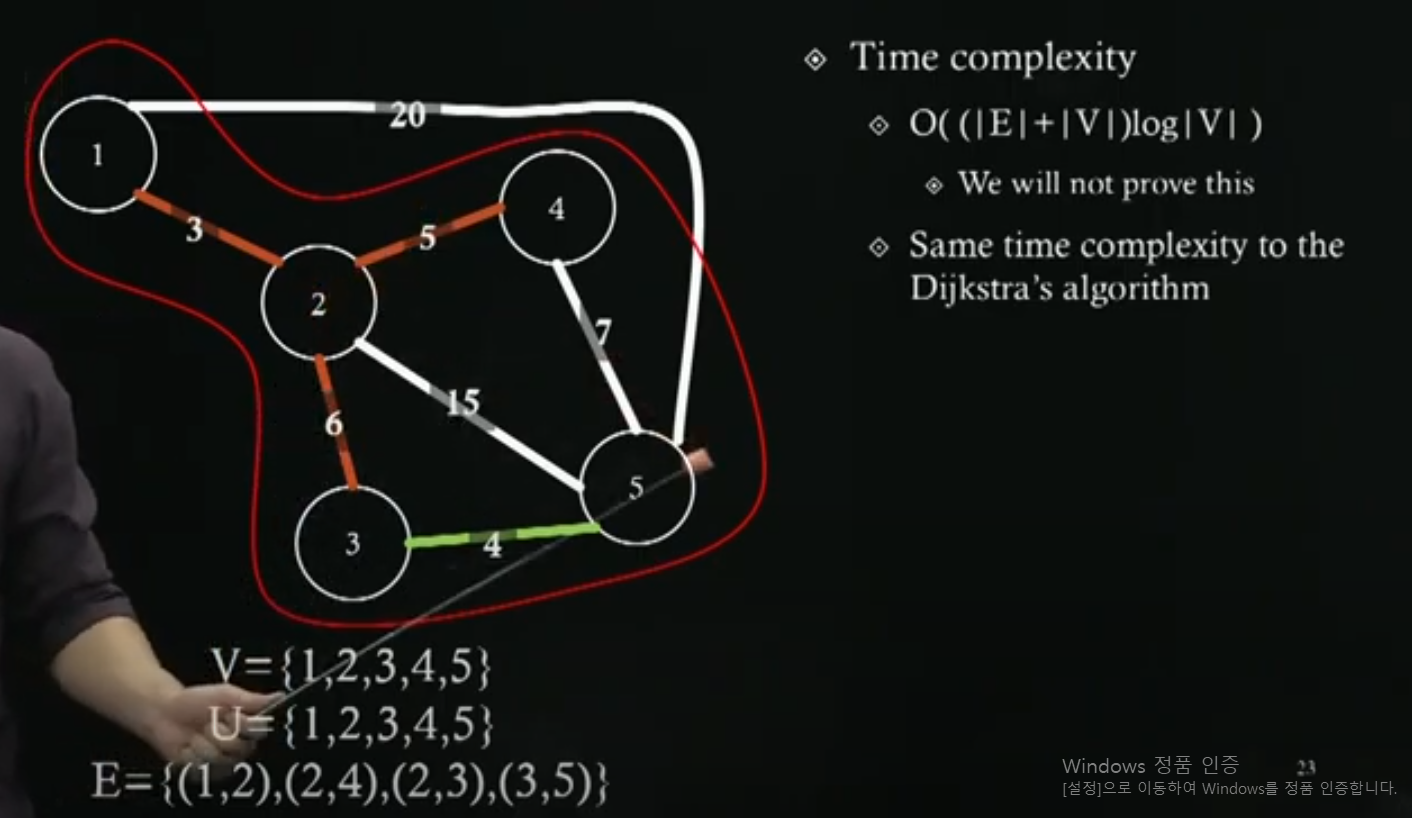 20
1
4
3
5
2
7
15
6
5
3
4
V={1,2,3,4,5}
U={1,2,3,4,5}
E={(1,2),(2,4),(2,3),(3,5)}
Time complexity
O( (|E|+|V|)log|V| )
We will not prove this
Same time complexity to the
Dijkstra's algorithm
Windows 정품 인증
23
[설정]으로 이동하여 Windows를 정품 인증합니다.